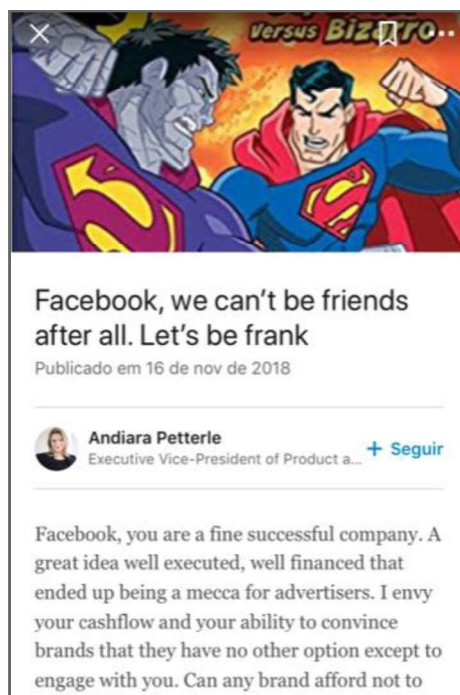 Versus BIZARRO
Facebook, we can't be friends
after all. Let's be frank
Publicado em 16 de nov de 2018
Andiara Petterle
Executive Vice-President of Product a...
+ Seguir
Facebook, you are a fine successful company. A
great idea well executed, well financed that
ended up being a mecca for advertisers. I envy
your cashflow and your ability to convince
brands that they have no other option except to
engage with you. Can any brand afford not to